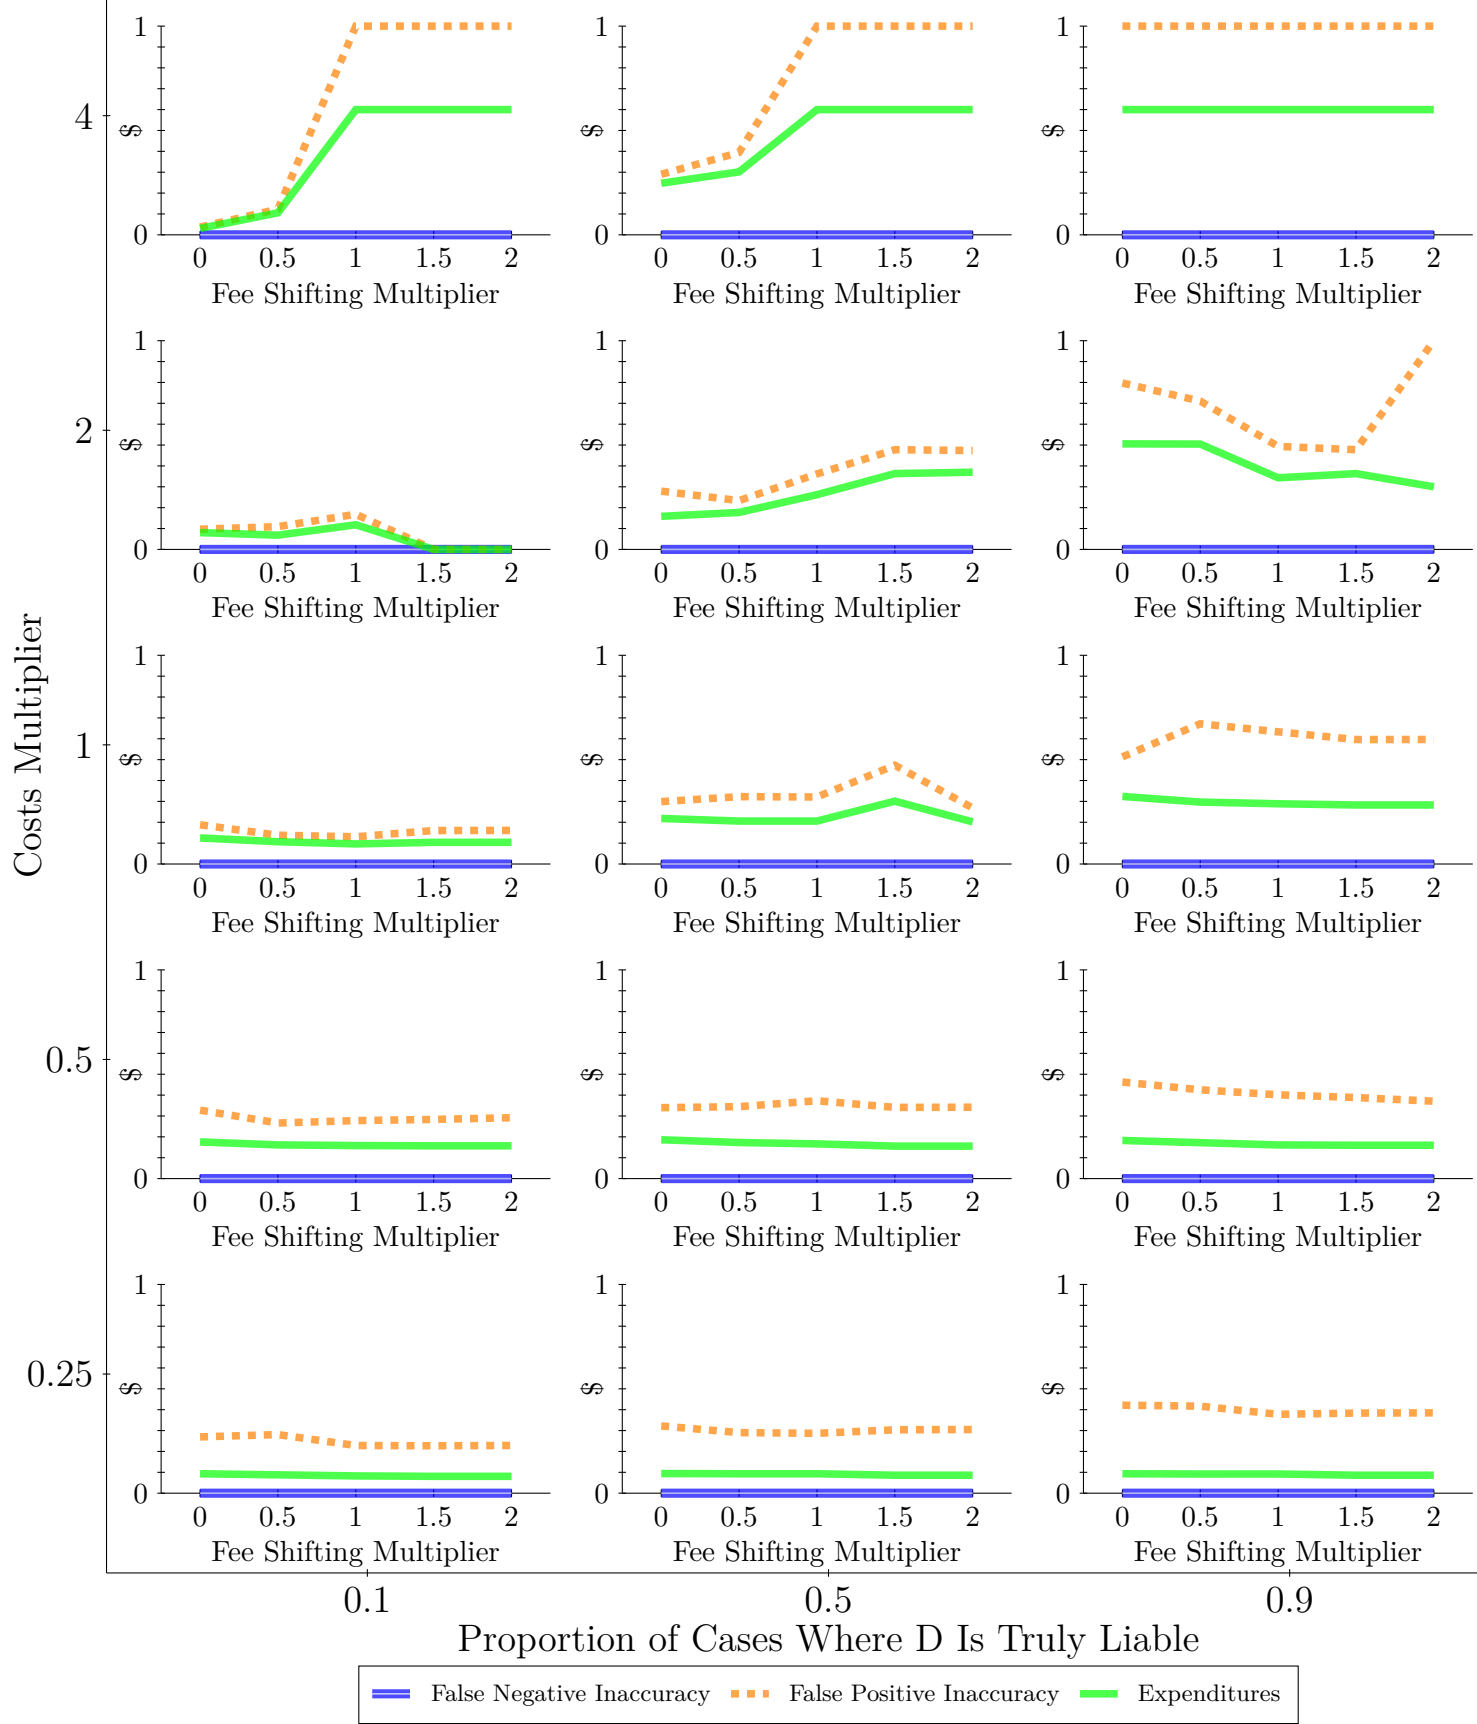 Costs Multiplier
4
1
$
0
0 0.5 1 1.5 2
Fee Shifting Multiplier
1
$
0
0 0.5 1 1.5 2
Fee Shifting Multiplier
1
$
0
0 0.5 1 1.5 2
Fee Shifting Multiplier
2
1
$
0
0 0.5 1 1.5 2
Fee Shifting Multiplier
1
$
0
0 0.5 1 1.5 2
Fee Shifting Multiplier
1
$
0
0 0.5 1 1.5 2
Fee Shifting Multiplier
1
1
$
0
0 0.5 1 1.5 2
Fee Shifting Multiplier
1
$
0
0 0.5 1 1.5 2
Fee Shifting Multiplier
1
$
0
0 0.5 1 1.5 2
Fee Shifting Multiplier
0.5
1
$
0
0 0.5 1 1.5 2
Fee Shifting Multiplier
1
$
0
0 0.5 1 1.5 2
Fee Shifting Multiplier
1
$
0
0 0.5 1 1.5 2
Fee Shifting Multiplier
0.25
1
$
0
0 0.5 1 1.5 2
Fee Shifting Multiplier
1
$
0
0 0.5 1 1.5 2
Fee Shifting Multiplier
1
$
0
0 0.5 1 1.5 2
Fee Shifting Multiplier
0.1 0.5 0.9
Proportion of Cases Where D Is Truly Liable
False Negative Inaccuracy False Positive Inaccuracy Expenditures